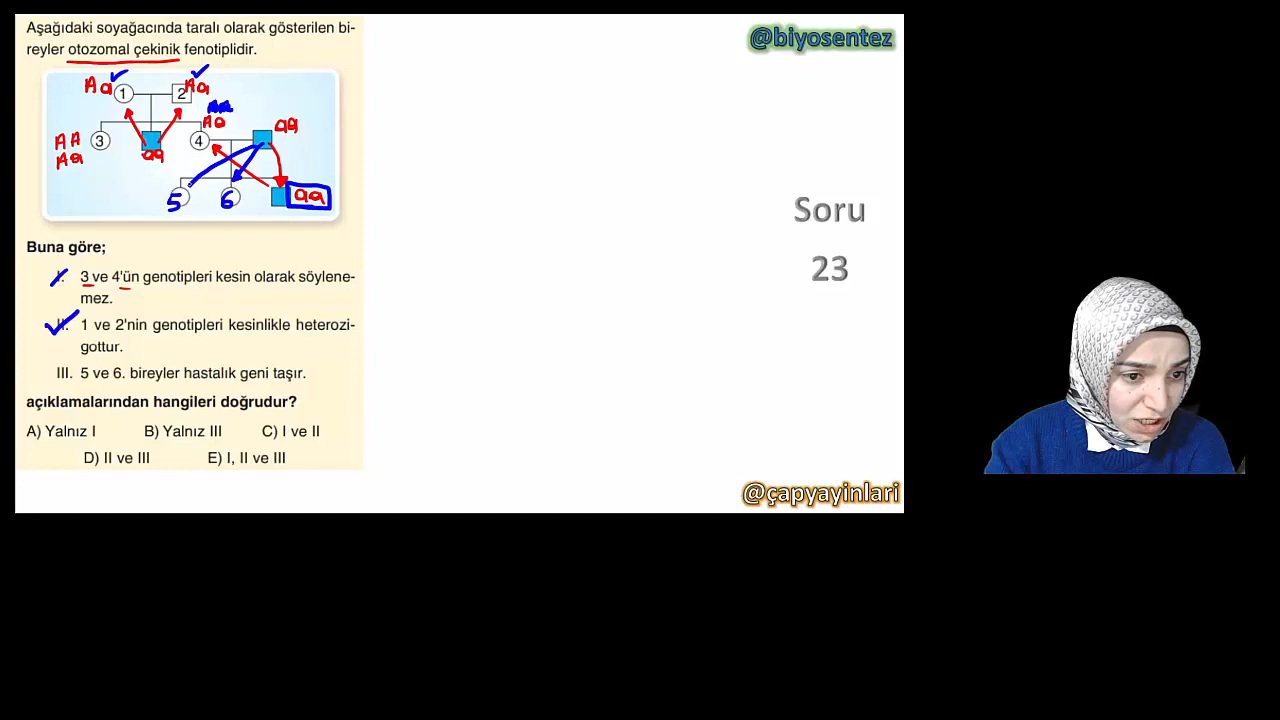 @biyosentez
Aşağıdaki soyağacında taralı olarak gösterilen bi-
reyler otozomal çekinik fenotiplidir.
Aa 1 2 Aa
Aa
aa
AA 3 4
Aa
aa
5 6 aa
Soru
23
Buna göre;
I. 3 ve 4'ün genotipleri kesin olarak söylene-
mez.
II. 1 ve 2'nin genotipleri kesinlikle heterozi-
gottur.
III. 5 ve 6. bireyler hastalık geni taşır.
açıklamalarından hangileri doğrudur?
A) Yalnız I B) Yalnız III C) I ve II
D) II ve III E) I, II ve III
@çapyayinlari